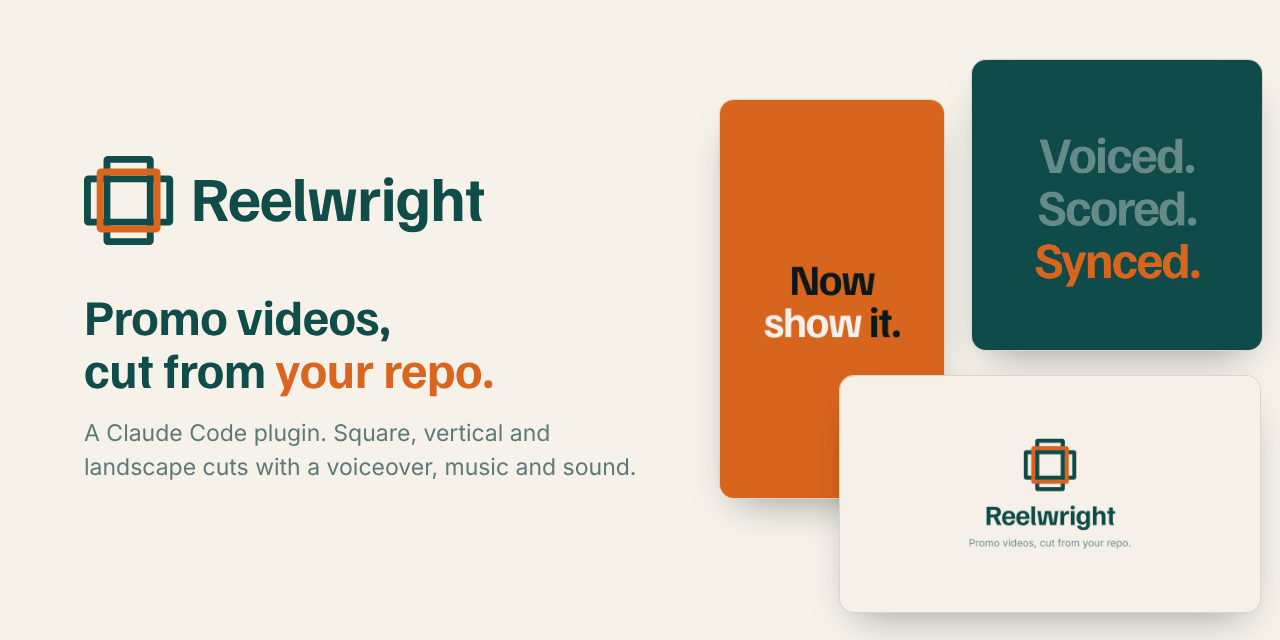 Reelwright
Promo videos,
cut from your repo.
A Claude Code plugin. Square, vertical and
landscape cuts with a voiceover, music and sound.
Now
show it.
Voiced.
Scored.
Synced.
Reelwright
Promo videos, cut from your repo.